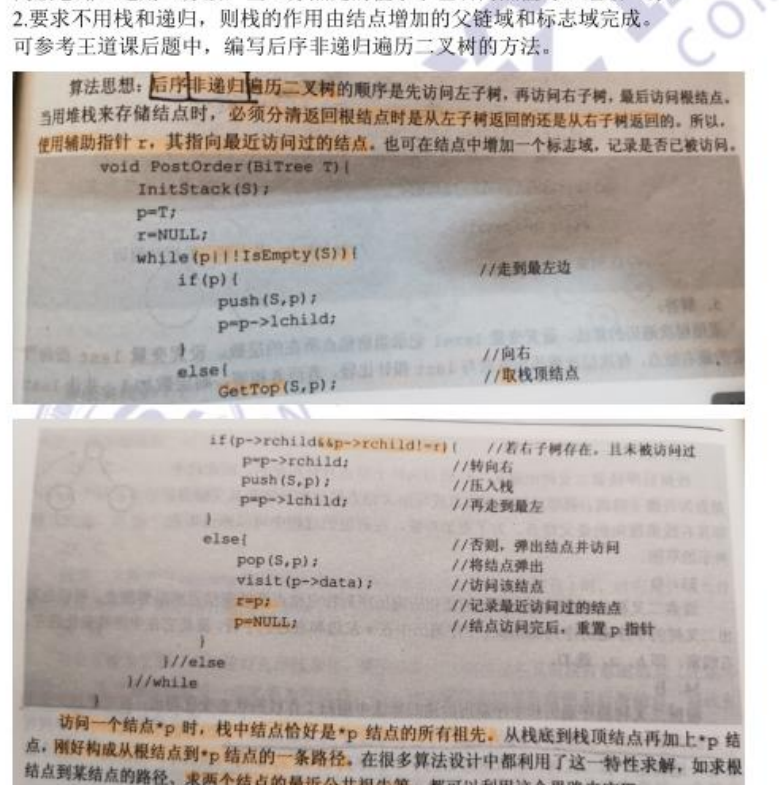 2.要求不用栈和递归，则栈的作用由结点增加的父链域和标志域完成。
可参考王道课后题中，编写后序非递归遍历二叉树的方法。
算法思想：后序非递归遍历二叉树的顺序是先访问左子树，再访问右子树，最后访问根结点。
当用堆栈来存储结点时，必须分清返回根结点时是从左子树返回的还是从右子树返回的。所以，
使用辅助指针 r，其指向最近访问过的结点。也可在结点中增加一个标志域，记录是否已被访问。
void PostOrder(BiTree T){
InitStack(S);
p=T;
r=NULL;
while(p||!IsEmpty(S)){
if(p){ //走到最左边
push(S,p);
p=p->lchild;
}
else{ //向右
GetTop(S,p); //取栈顶结点
if(p->rchild&&p->rchild!=r){ //若右子树存在，且未被访问过
p=p->rchild; //转向右
push(S,p); //压入栈
p=p->lchild; //再走到最左
}
else{ //否则，弹出结点并访问
pop(S,p); //将结点弹出
visit(p->data); //访问该结点
r=p; //记录最近访问过的结点
p=NULL; //结点访问完后，重置 p 指针
}
}//else
}//while
}
访问一个结点*p 时，栈中结点恰好是*p 结点的所有祖先。从栈底到栈顶结点再加上*p 结
点，刚好构成从根结点到*p 结点的一条路径。在很多算法设计中都利用了这一特性求解，如求根
结点到某结点的路径、求两个结点的最近公共祖先等，都可以利用这个思路来实现